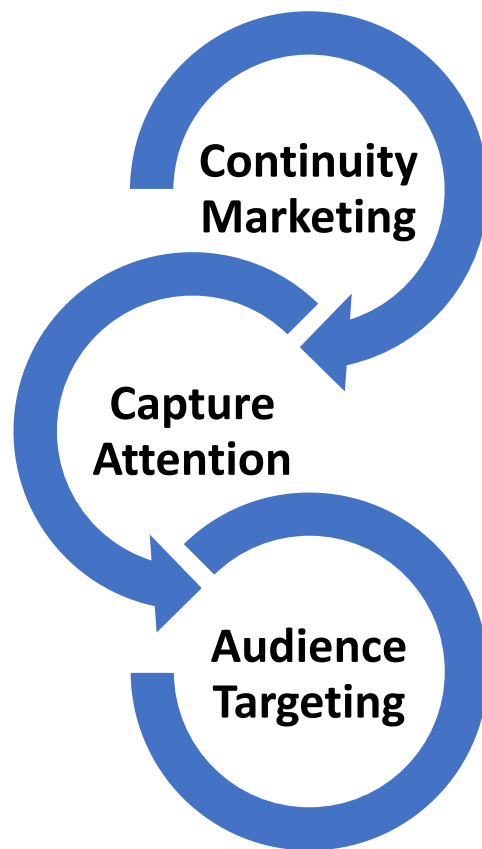 Continuity
Marketing
Capture
Attention
Audience
Targeting